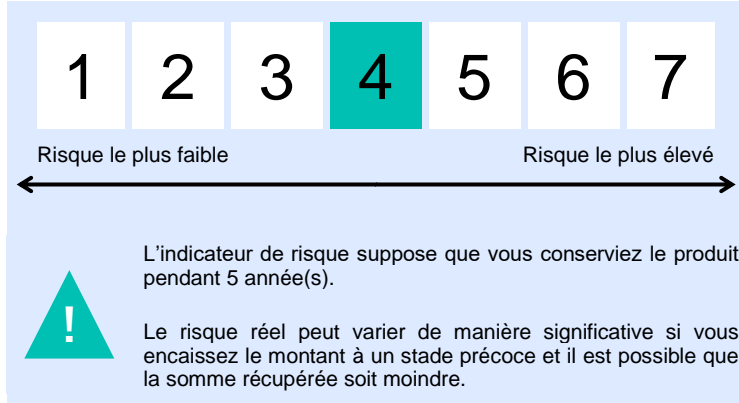 1 2 3 4 5 6 7
Risque le plus faible Risque le plus élevé
L'indicateur de risque suppose que vous conserviez le produit
pendant 5 année(s).
!
Le risque réel peut varier de manière significative si vous
encaissez le montant à un stade précoce et il est possible que
la somme récupérée soit moindre.